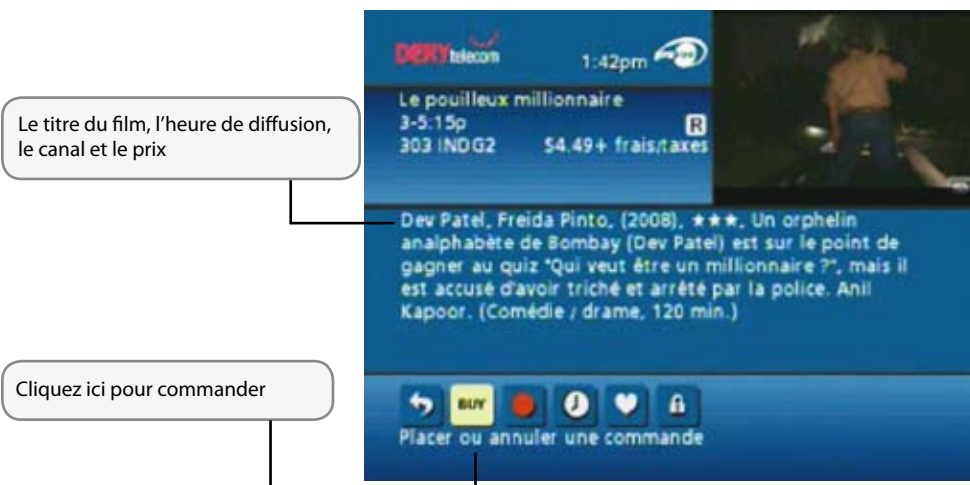 DERYtelecom
1:42pm
Le pouilleux millionnaire
3-5:15p
R
303 INDG2
$4.49+ frais/taxes
Le titre du film, l'heure de diffusion,
le canal et le prix
Dev Patel, Freida Pinto, (2008), ★★★, Un orphelin
analphabète de Bombay (Dev Patel) est sur le point de
gagner au quiz "Qui veut être un millionnaire ?", mais il
est accusé d'avoir triché et arrêté par la police. Anil
Kapoor. (Comédie / drame, 120 min.)
Cliquez ici pour commander
BUY
Placer ou annuler une commande